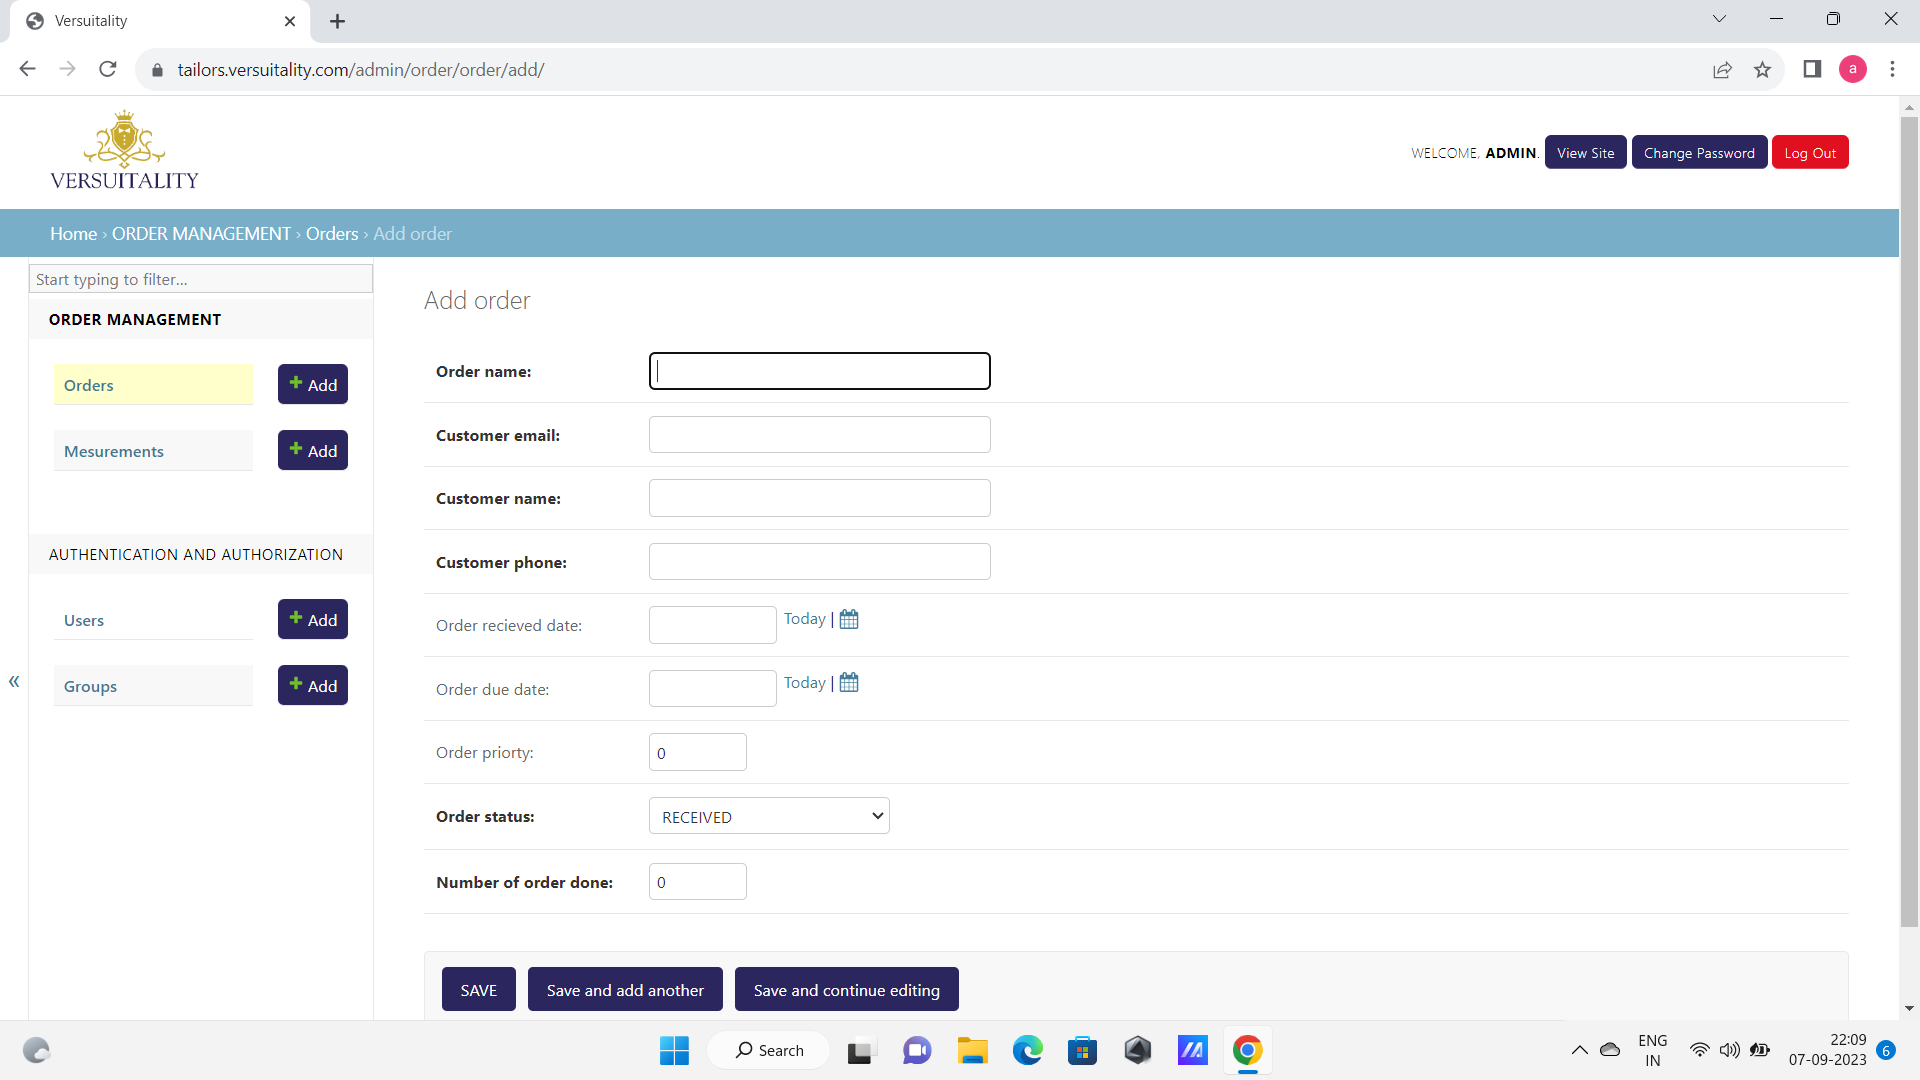 Versuitality
tailors.versuitality.com/admin/order/order/add/
a
VERSUITALITY
WELCOME, ADMIN. View Site Change Password Log Out
Home › ORDER MANAGEMENT › Orders › Add order
Start typing to filter...
ORDER MANAGEMENT
Orders Add
Mesurements Add
AUTHENTICATION AND AUTHORIZATION
Users Add
Groups Add
«
Add order
Order name:
Customer email:
Customer name:
Customer phone:
Order recieved date: Today |
Order due date: Today |
Order priorty: 0
Order status: RECEIVED
Number of order done: 0
SAVE Save and add another Save and continue editing
Search
ENG
IN
22:09
07-09-2023
6